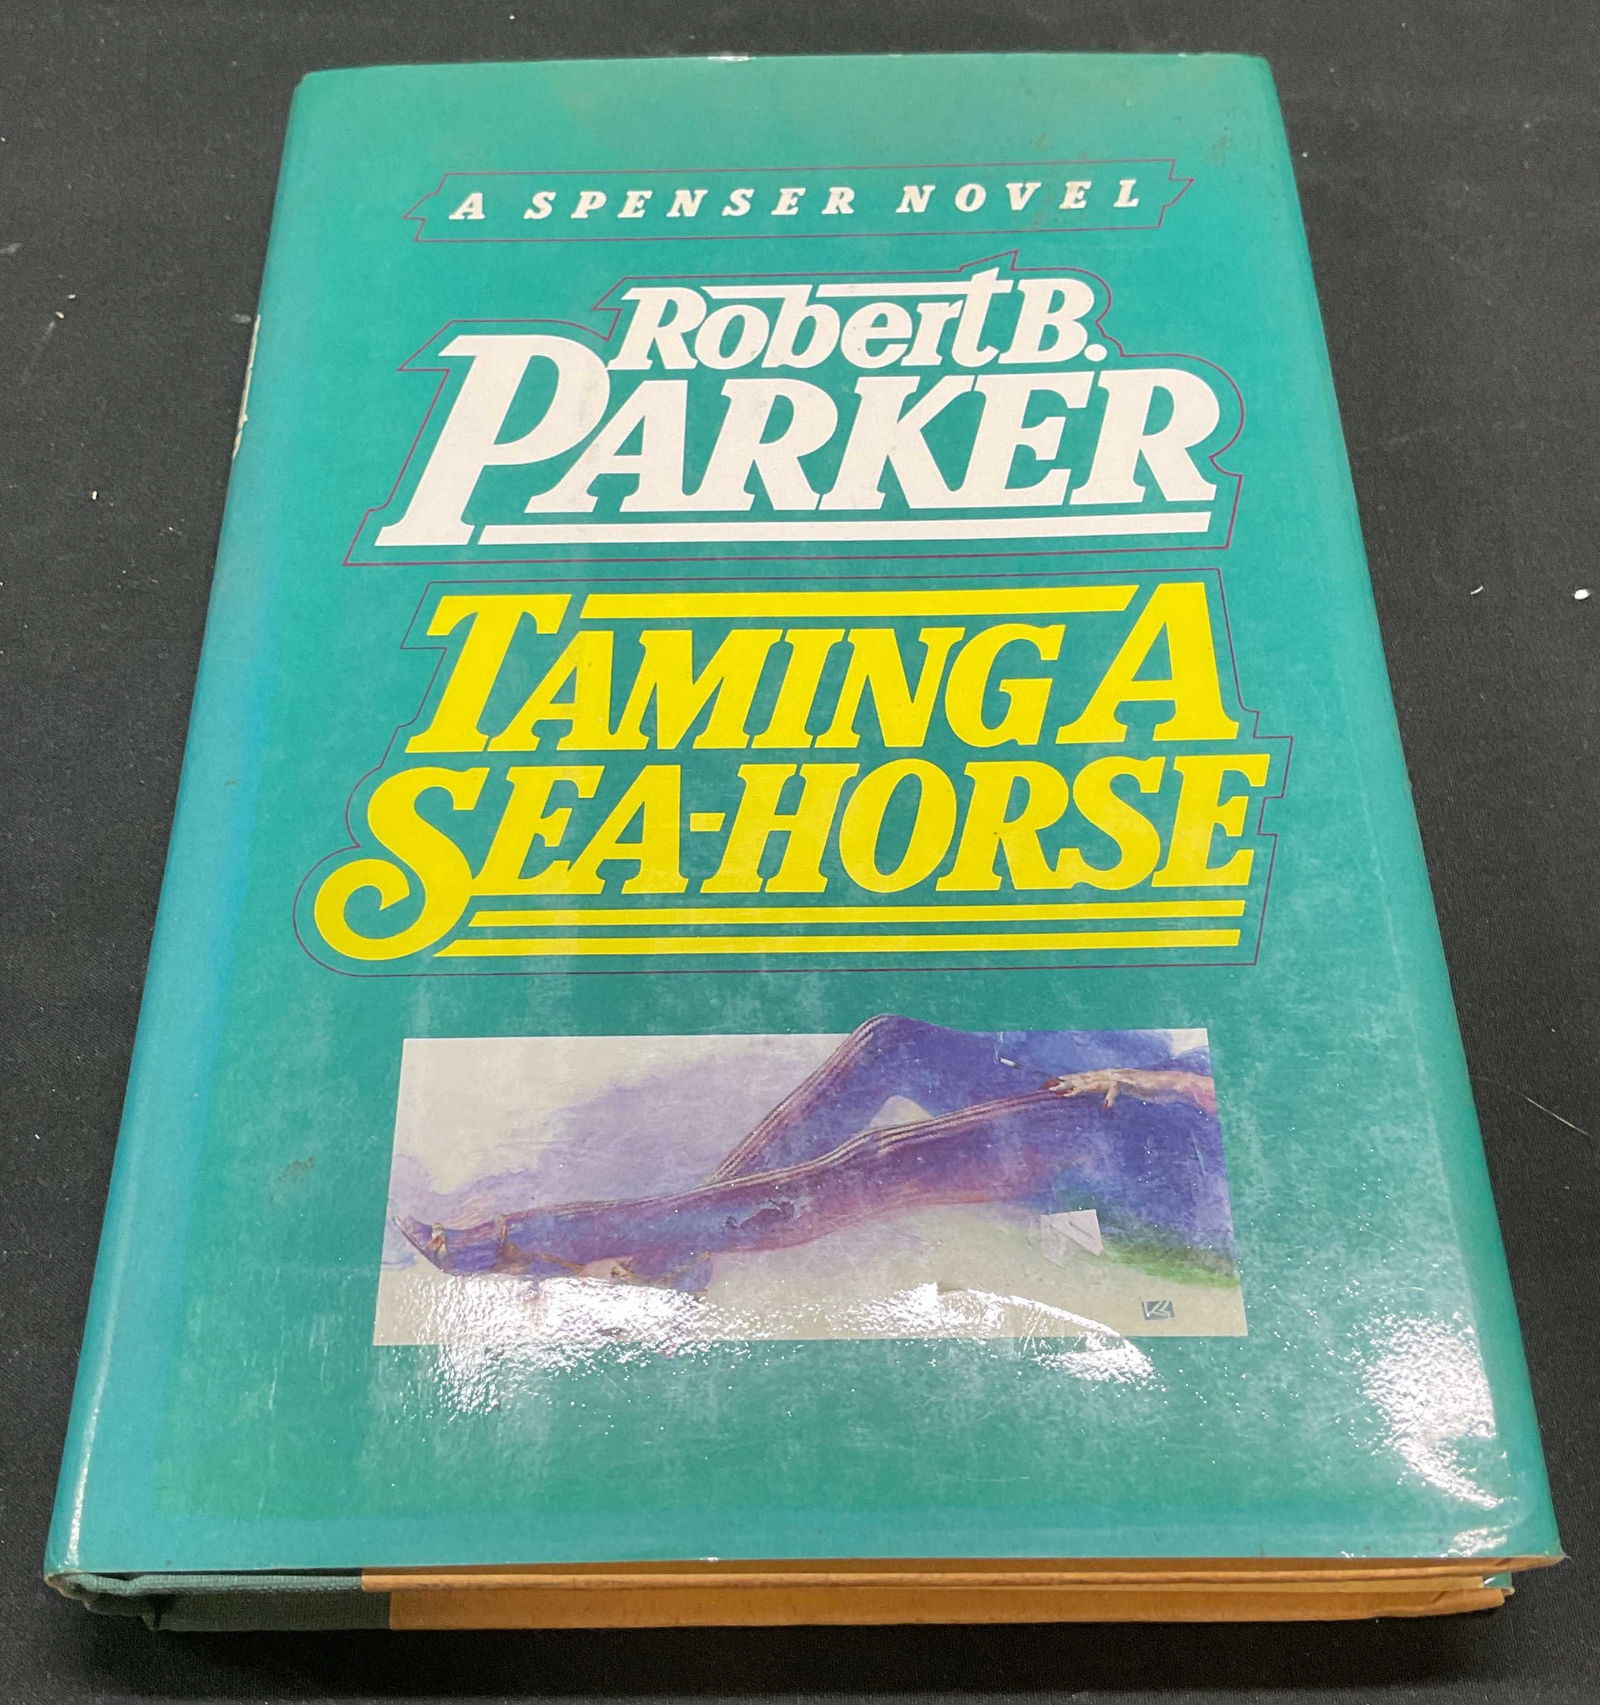 A SPENSER NOVEL
Robert B.
PARKER
TAMING A
SEA-HORSE